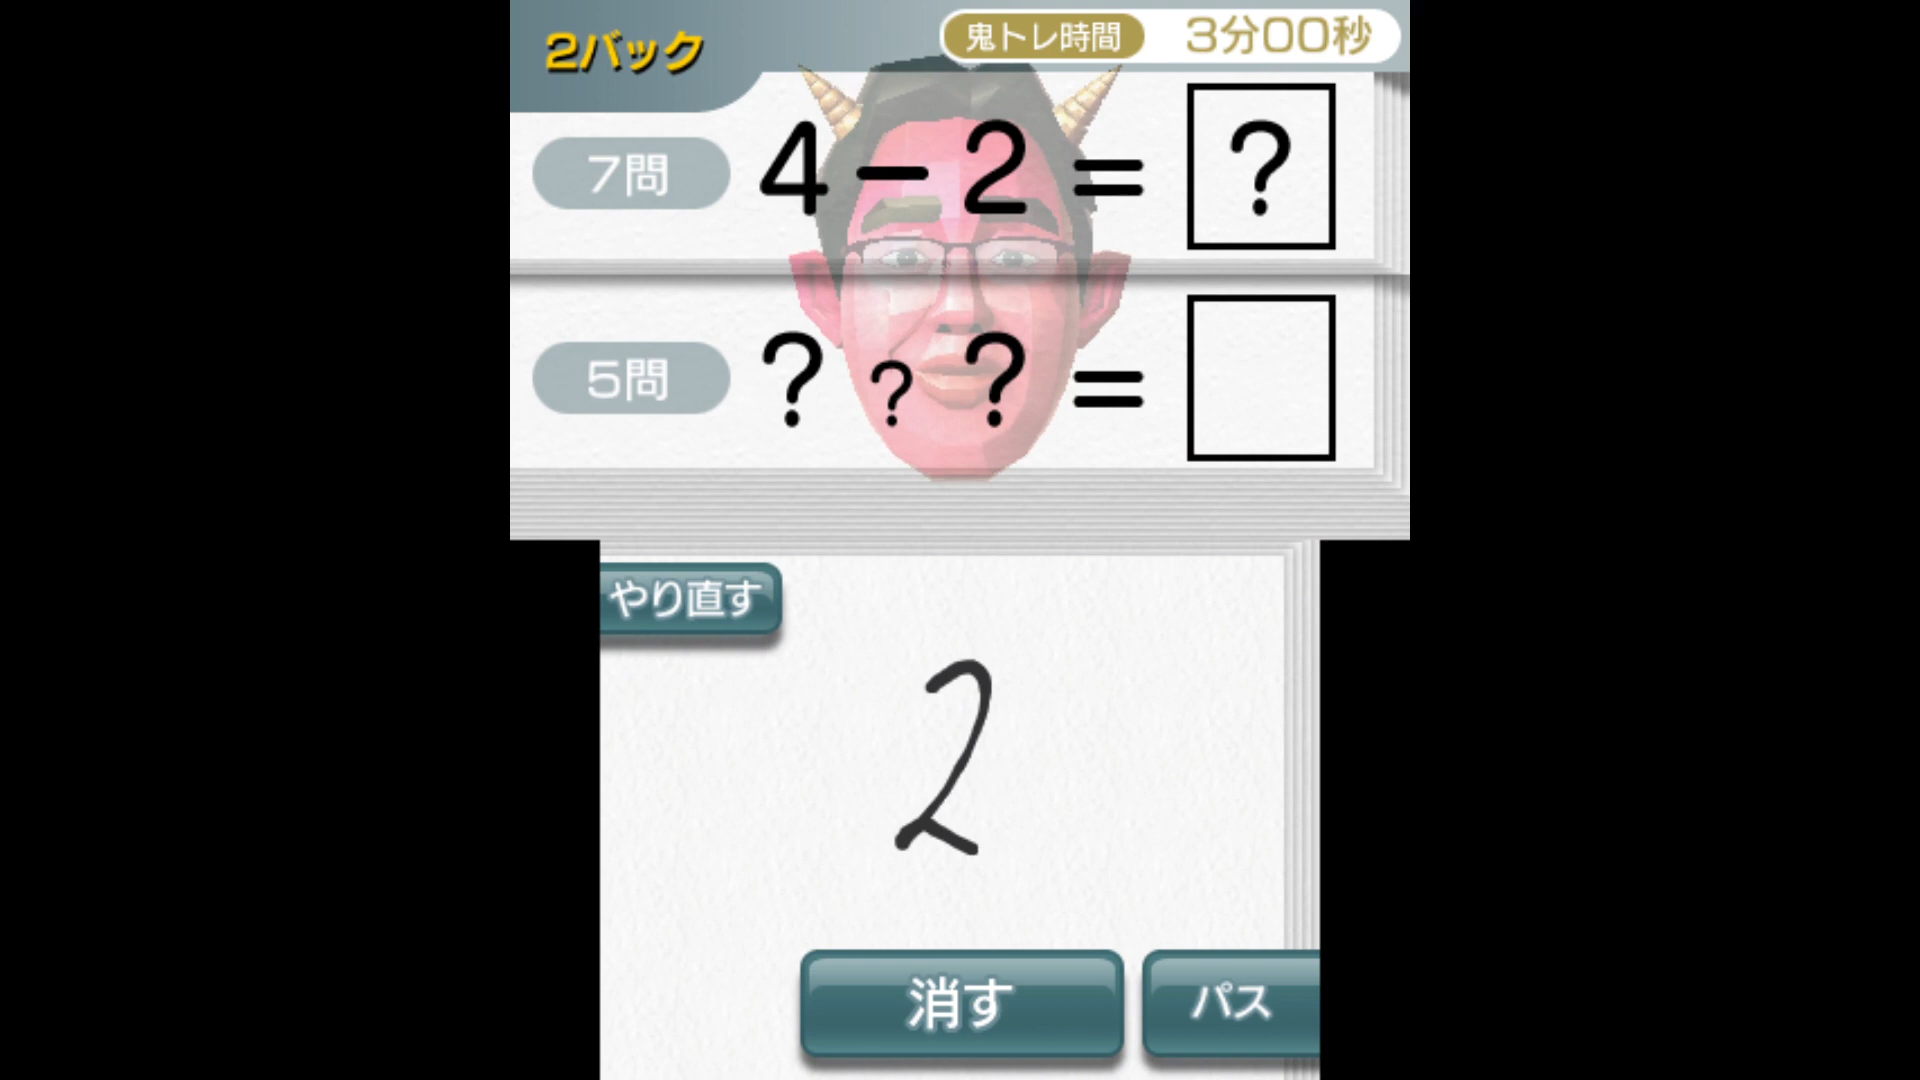 2バック
鬼トレ時間 3分00秒
7問 4-2=?
5問 ???=
やり直す
2
消す パス